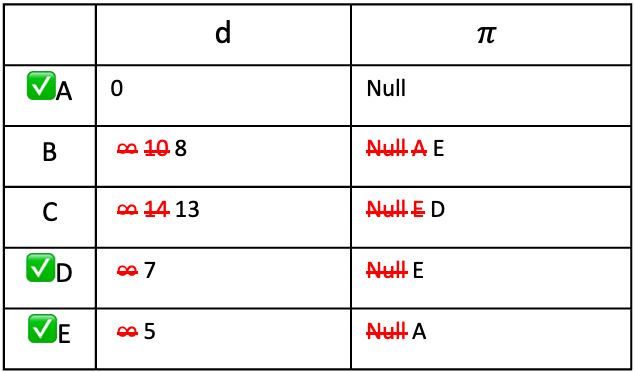 d π
✅A 0 Null
B ∞ 10 8 Null A E
C ∞ 14 13 Null E D
✅D ∞ 7 Null E
✅E ∞ 5 Null A